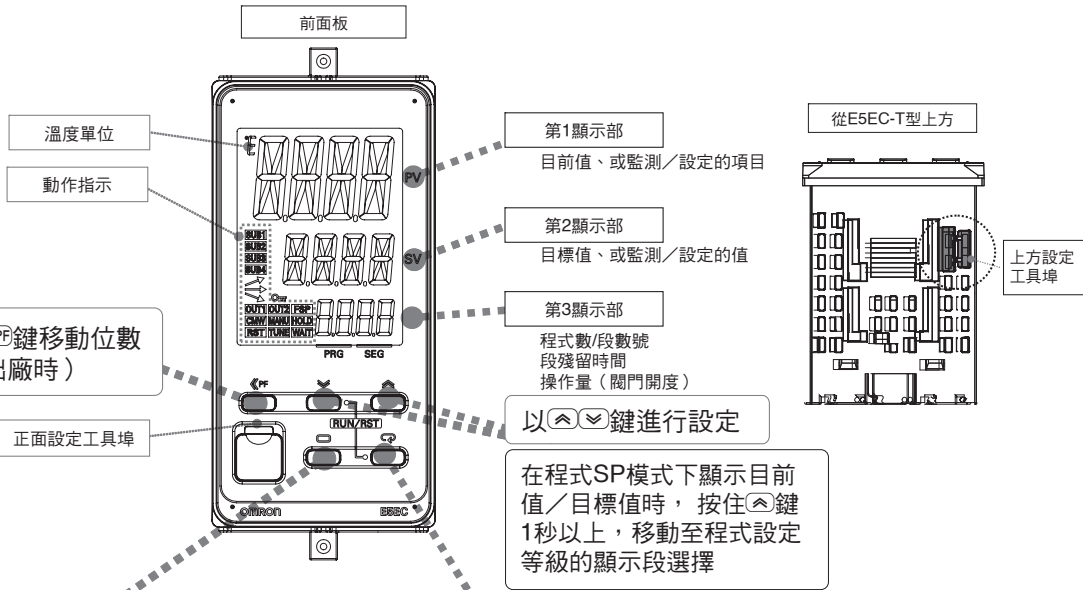 前面板
溫度單位
動作指示
第1顯示部
目前值、或監測／設定的項目
第2顯示部
目標值、或監測／設定的值
第3顯示部
程式數/段數號
段殘留時間
操作量（閥門開度）
從E5EC-T型上方
上方設定
工具埠
PV
SV
SUB1
SUB2
SUB3
SUB4
OUT1 OUT2 FSP
CMW MANU HOLD
RST TUNE WAIT
PRG SEG
PF
RUN/RST
鍵移動位數
出廠時）
正面設定工具埠
OMRON
E5EC
以鍵進行設定
在程式SP模式下顯示目前
值／目標值時，按住鍵
1秒以上，移動至程式設定
等級的顯示段選擇